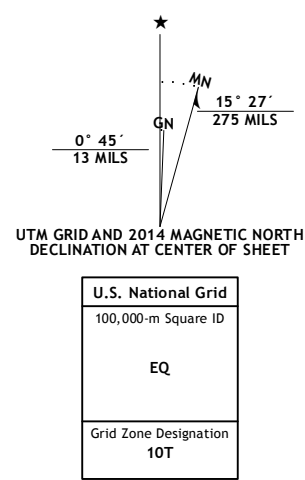 MN
GN
15° 27´
275 MILS
0° 45´
13 MILS
UTM GRID AND 2014 MAGNETIC NORTH
DECLINATION AT CENTER OF SHEET
U.S. National Grid
100,000-m Square ID
EQ
Grid Zone Designation
10T